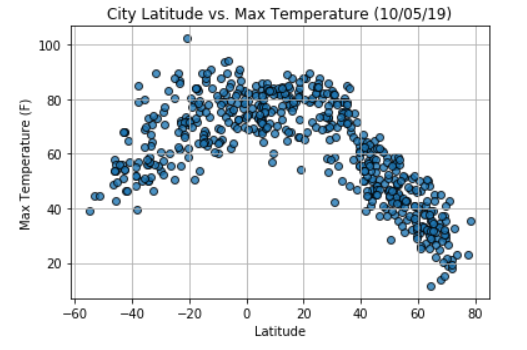 City Latitude vs. Max Temperature (10/05/19)
100
80
60
40
20
Max Temperature (F)
−60 −40 −20 0 20 40 60 80
Latitude